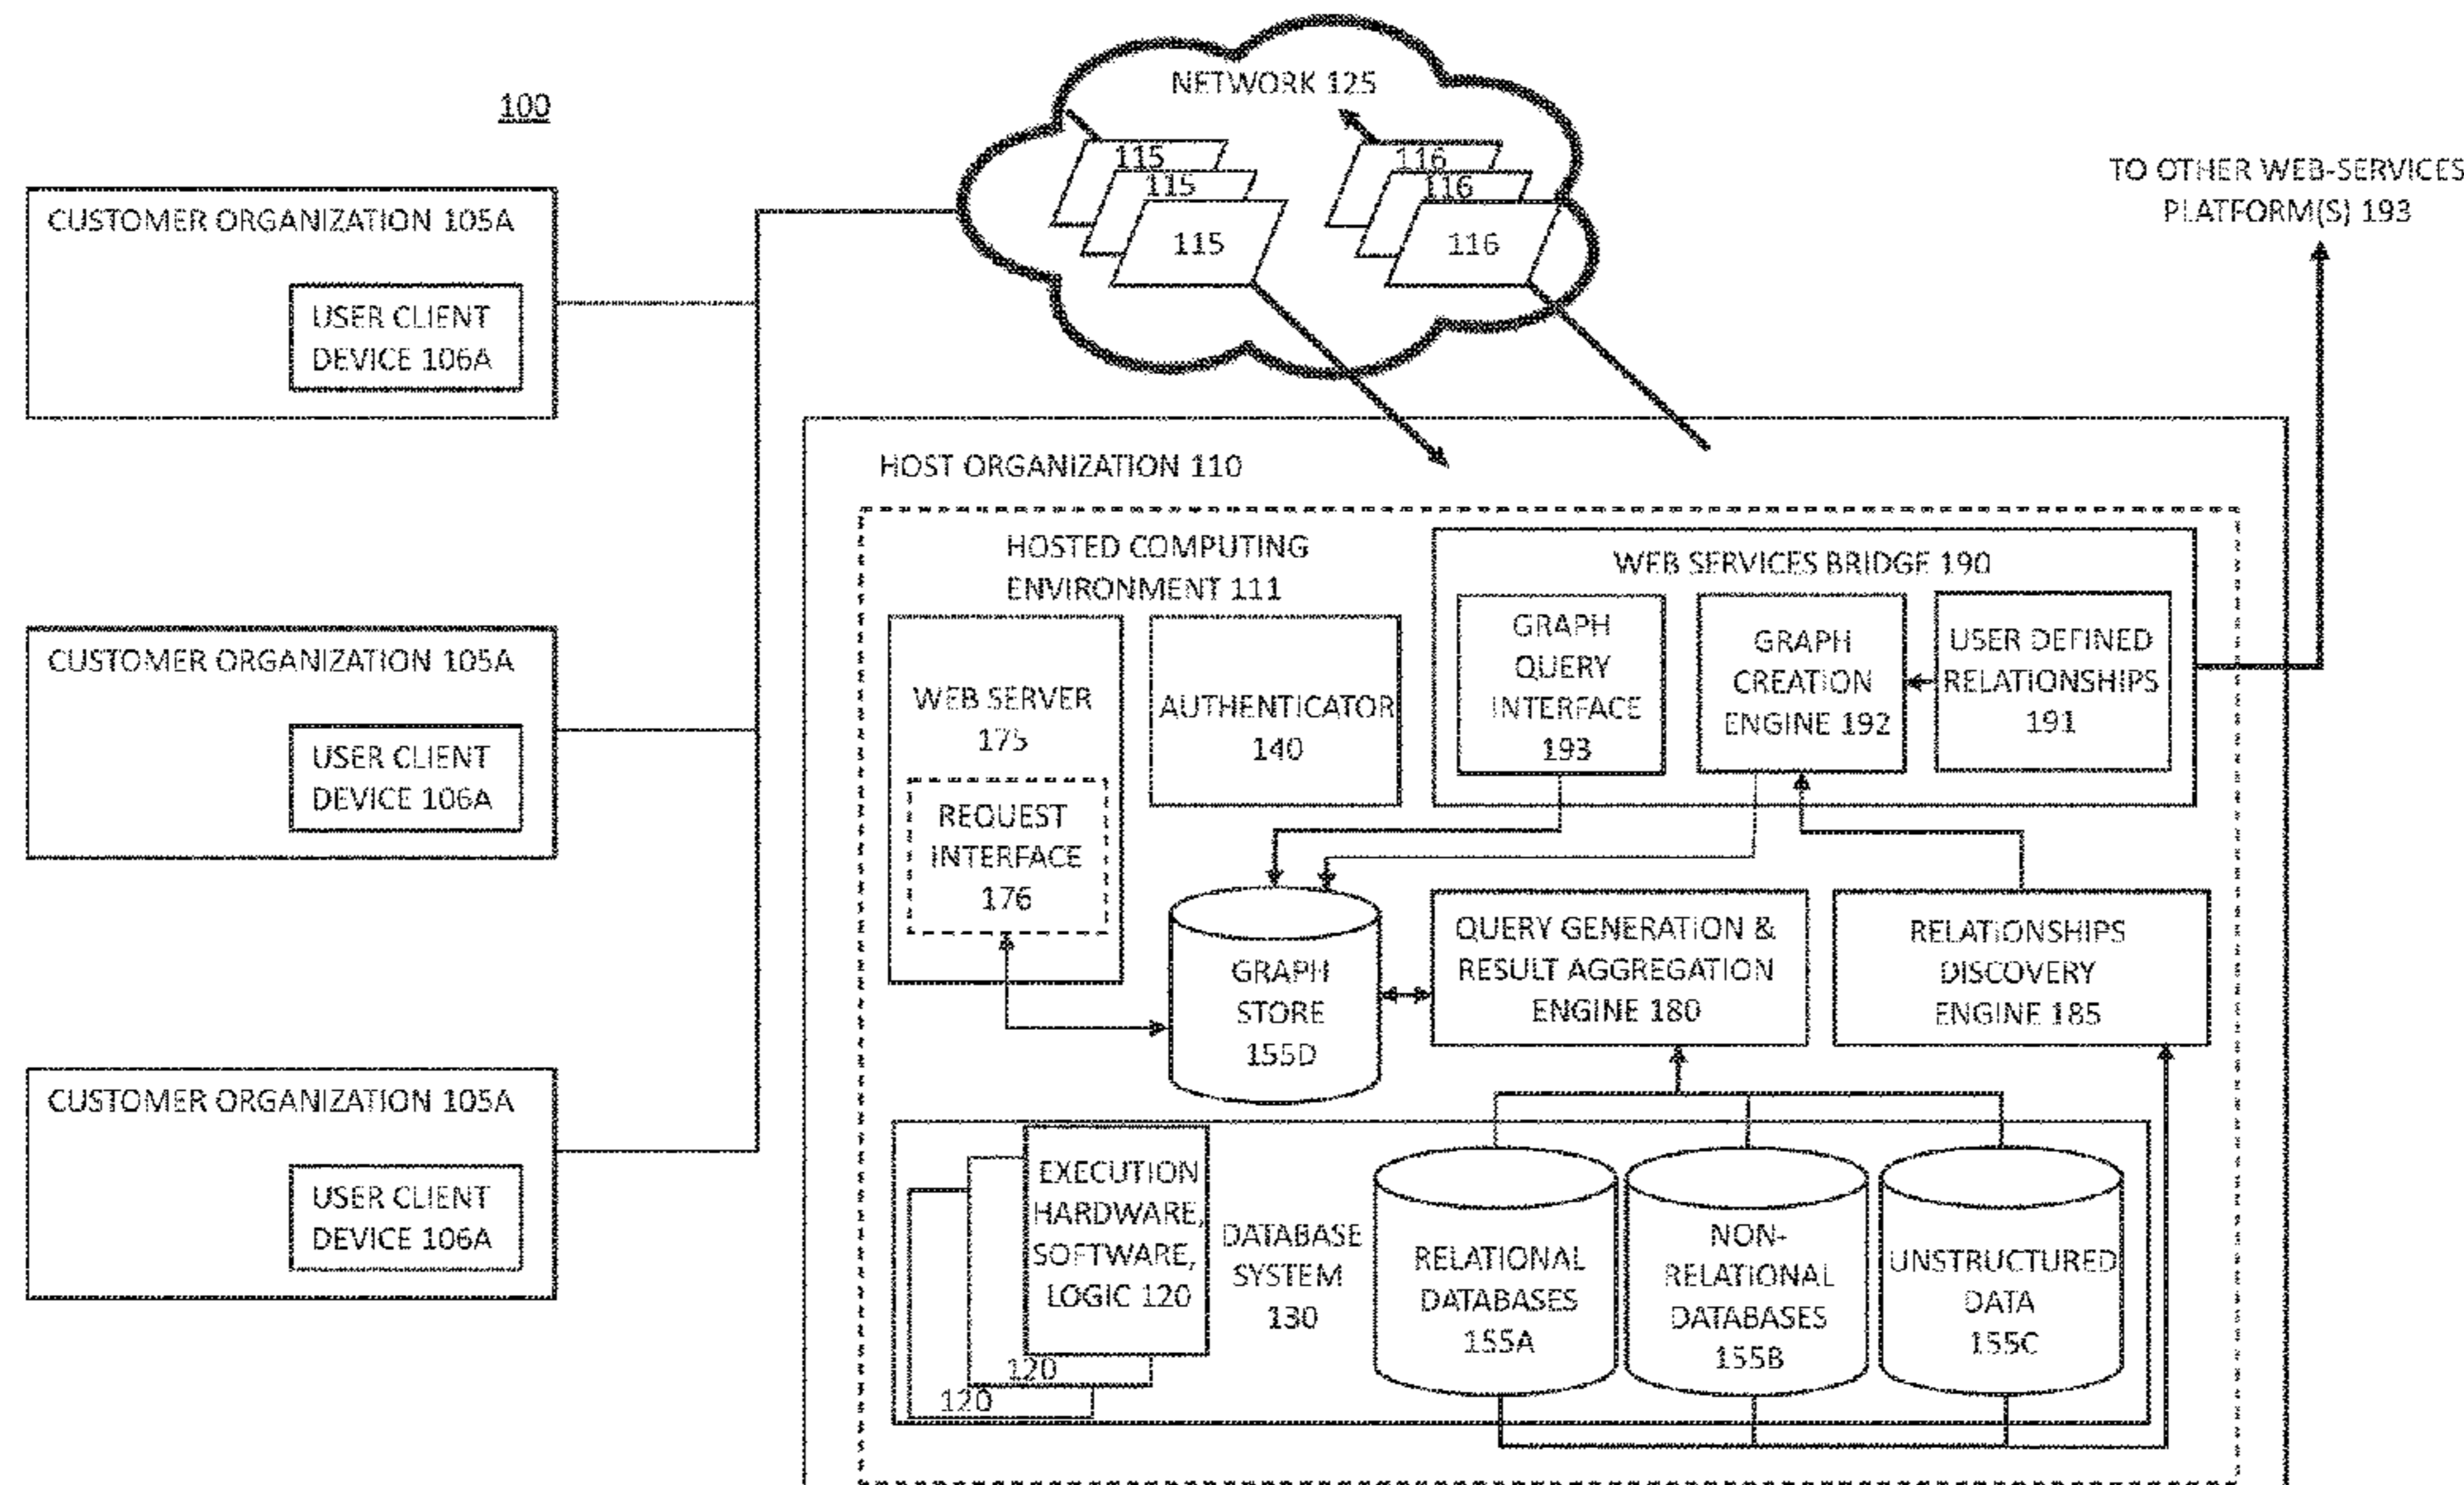 100
NETWORK 125
115
115
115
116
116
116
TO OTHER WEB-SERVICES
PLATFORM(S) 193
CUSTOMER ORGANIZATION 105A
USER CLIENT
DEVICE 106A
CUSTOMER ORGANIZATION 105A
USER CLIENT
DEVICE 106A
CUSTOMER ORGANIZATION 105A
USER CLIENT
DEVICE 106A
HOST ORGANIZATION 110
HOSTED COMPUTING
ENVIRONMENT 111
WEB SERVER
175
REQUEST
INTERFACE
176
AUTHENTICATOR
140
WEB SERVICES BRIDGE 190
GRAPH
QUERY
INTERFACE
193
GRAPH
CREATION
ENGINE 192
USER DEFINED
RELATIONSHIPS
191
GRAPH
STORE
155D
QUERY GENERATION &
RESULT AGGREGATION
ENGINE 180
RELATIONSHIPS
DISCOVERY
ENGINE 185
EXECUTION
HARDWARE,
SOFTWARE,
LOGIC 120
120
120
DATABASE
SYSTEM
130
RELATIONAL
DATABASES
155A
NON-
RELATIONAL
DATABASES
155B
UNSTRUCTURED
DATA
155C